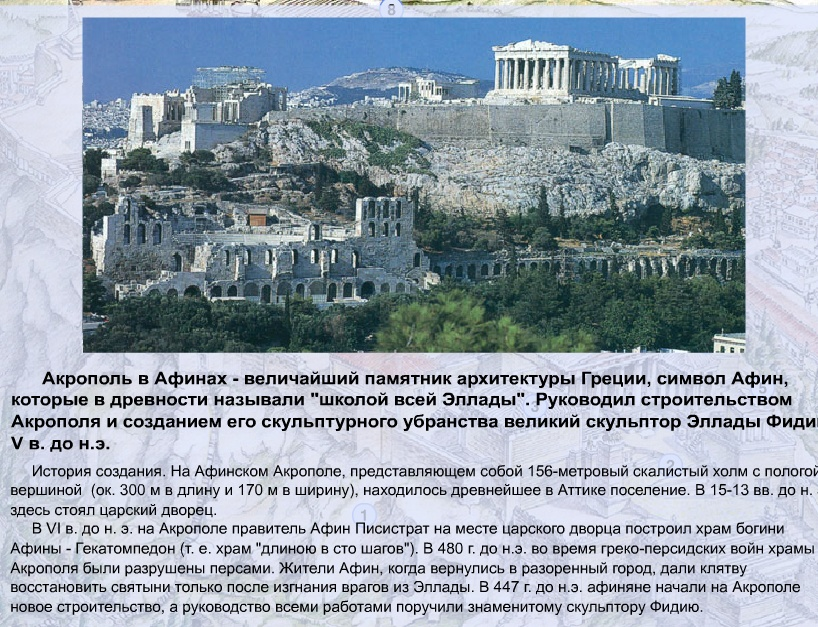 8
Акрополь в Афинах - величайший памятник архитектуры Греции, символ Афин,
которые в древности называли "школой всей Эллады". Руководил строительством
Акрополя и созданием его скульптурного убранства великий скульптор Эллады Фиди
V в. до н.э.
История создания. На Афинском Акрополе, представляющем собой 156-метровый скалистый холм с пологой
вершиной (ок. 300 м в длину и 170 м в ширину), находилось древнейшее в Аттике поселение. В 15-13 вв. до н.
здесь стоял царский дворец.
В VI в. до н. э. на Акрополе правитель Афин Писистрат на месте царского дворца построил храм богини
Афины - Гекатомпедон (т. е. храм "длиною в сто шагов"). В 480 г. до н.э. во время греко-персидских войн храмы
Акрополя были разрушены персами. Жители Афин, когда вернулись в разоренный город, дали клятву
восстановить святыни только после изгнания врагов из Эллады. В 447 г. до н.э. афиняне начали на Акрополе
новое строительство, а руководство всеми работами поручили знаменитому скульптору Фидию.